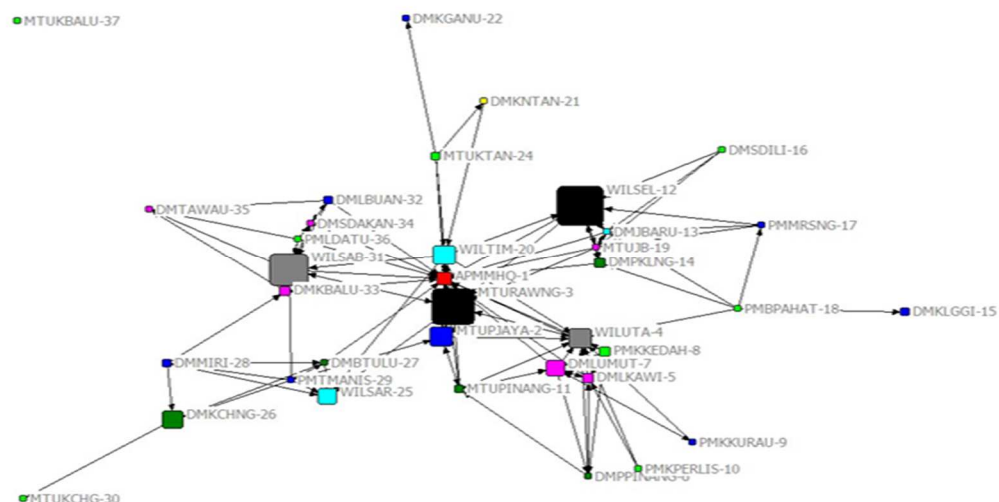 DMKGANU-22
MTUKBALU-37
DMKNTAN-21
MTUKTAN-24
DMSDILI-16
WILSEL-12
DMLBUAN-32
DMTAWAU-35
DMSDAKAN-34
PMMRSNG-17
DMJBARU-13
PMLDATU-36
MTUJB-19
WILTIM-20
WILSAB-31
DMPKLNG-14
APMMHQ-1
DMKBALU-33
MTURAWNG-3
PMBPAHAT-18
DMKLGGI-15
MTUPJAYA-2
WILUTA-4
PMKKEDAH-8
DMMIRI-28
DMBTULU-27
DMLUMUT-7
DMLKAWI-5
PMTMANIS-29
MTUPINANG-11
WILSAR-25
DMKCHNG-26
PMKKURAU-9
PMKPERLIS-10
DMPPINANG-6
MTUKCHG-30